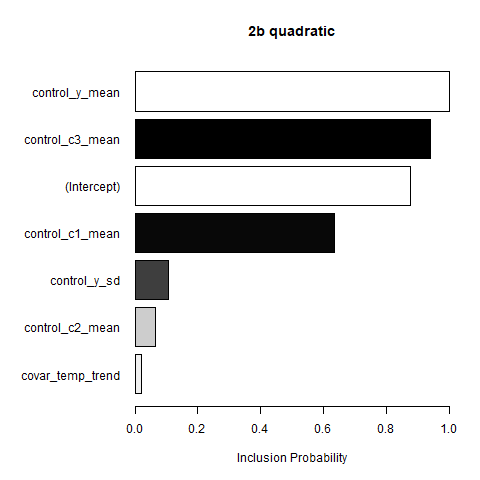 2b quadratic
control_y_mean
control_c3_mean
(Intercept)
control_c1_mean
control_y_sd
control_c2_mean
covar_temp_trend
0.0 0.2 0.4 0.6 0.8 1.0
Inclusion Probability